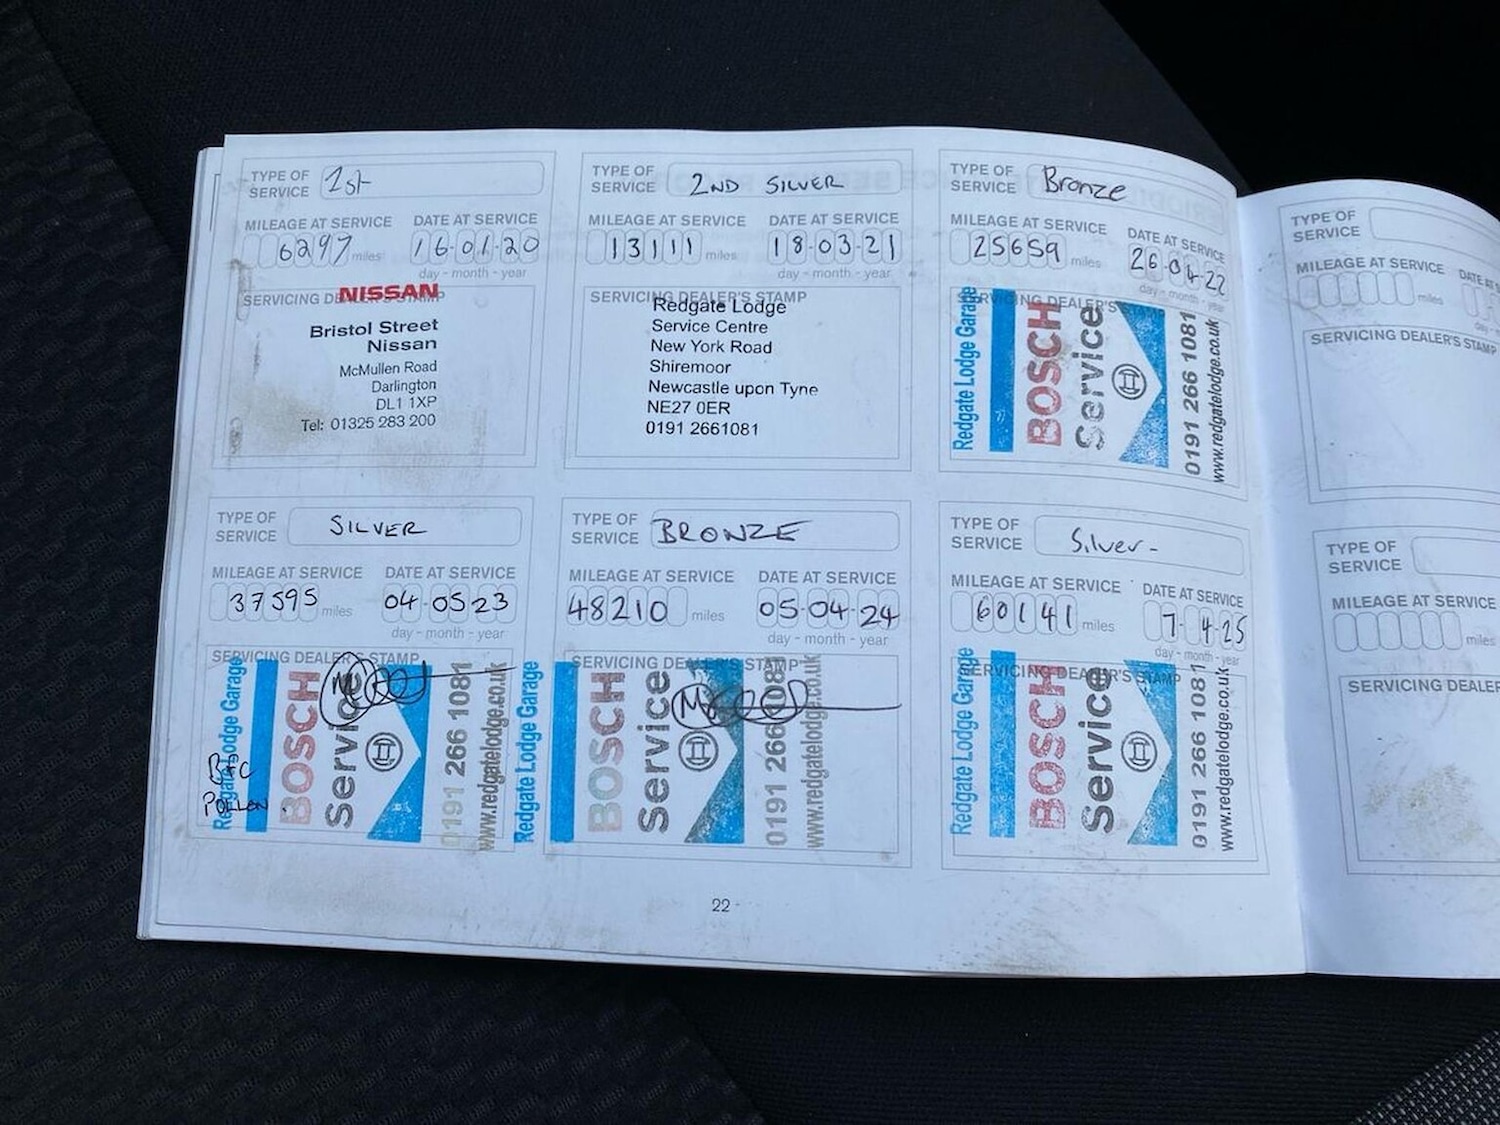 TYPE OF SERVICE 1st
MILEAGE AT SERVICE DATE AT SERVICE
6297 miles 16-01-20
day - month - year
SERVICING DEALER'S STAMP
NISSAN
Bristol Street
Nissan
McMullen Road
Darlington
DL1 1XP
Tel: 01325 283 200
TYPE OF SERVICE 2ND SILVER
MILEAGE AT SERVICE DATE AT SERVICE
13111 miles 18-03-21
day - month - year
SERVICING DEALER'S STAMP
Redgate Lodge
Service Centre
New York Road
Shiremoor
Newcastle upon Tyne
NE27 0ER
0191 2661081
TYPE OF SERVICE Bronze
MILEAGE AT SERVICE DATE AT SERVICE
25659 miles 26-04-22
day - month - year
SERVICING DEALER'S STAMP
Redgate Lodge Garage
BOSCH
Service
0191 266 1081
www.redgatelodge.co.uk
TYPE OF SERVICE SILVER
MILEAGE AT SERVICE DATE AT SERVICE
37595 miles 04-05 23
day - month - year
SERVICING DEALER'S STAMP
Redgate Lodge Garage
BOSCH
Service
0191 266 1081
www.redgatelodge.co.uk
POLLEN.
TYPE OF SERVICE BRONZE
MILEAGE AT SERVICE DATE AT SERVICE
48210 miles 05-04-24
day - month - year
SERVICING DEALER'S STAMP
Redgate Lodge Garage
BOSCH
Service
0191 266 1081
www.redgatelodge.co.uk
TYPE OF SERVICE Silver-
MILEAGE AT SERVICE DATE AT SERVICE
60141 miles 7-4-25
day - month - year
SERVICING DEALER'S STAMP
Redgate Lodge Garage
BOSCH
Service
0191 266 1081
www.redgatelodge.co.uk
22
TYPE OF SERVICE
MILEAGE AT SERVICE DATE AT
miles
SERVICING DEALER'S STAMP
TYPE OF SERVICE
MILEAGE AT SERVICE
miles
SERVICING DEALER